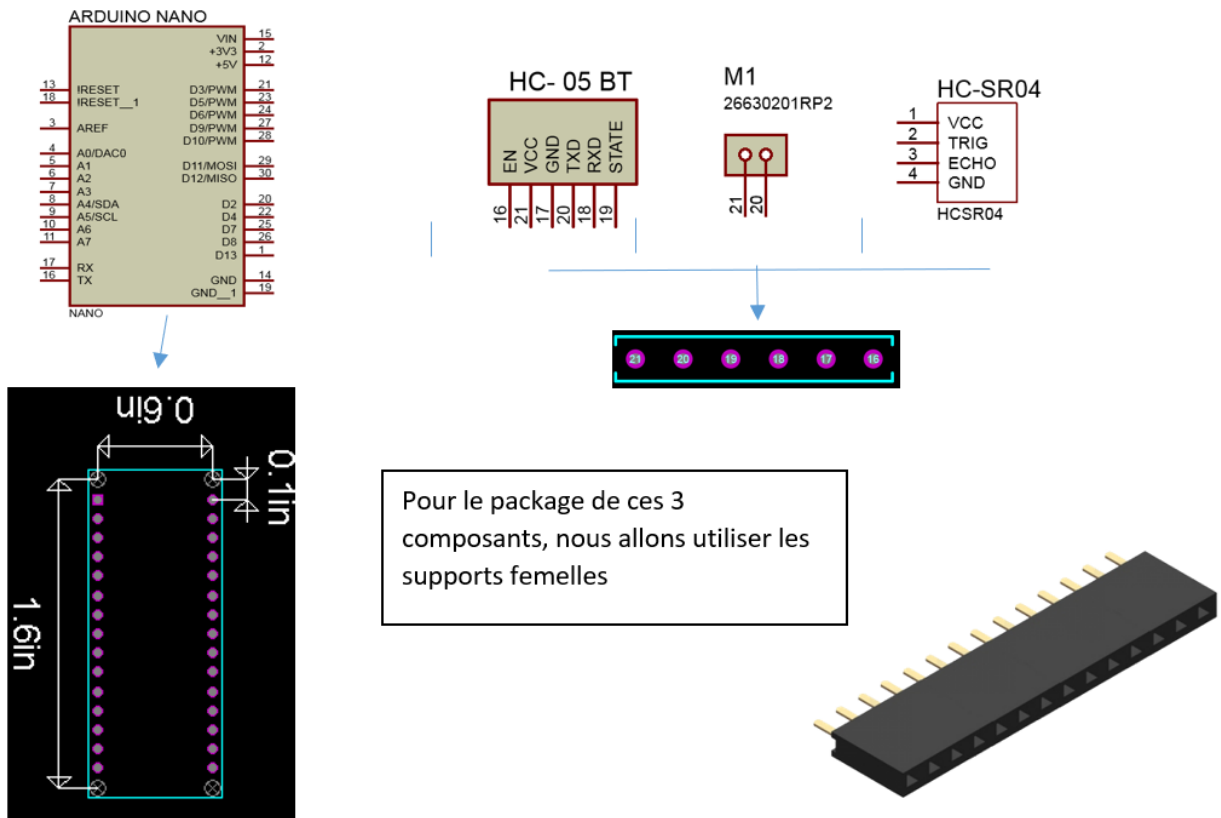 ARDUINO NANO
VIN 15
+3V3 2
+5V 12
13 !RESET D3/PWM 21
18 !RESET__1 D5/PWM 23
D6/PWM 24
3 AREF D9/PWM 27
D10/PWM 28
4 A0/DAC0
5 A1 D11/MOSI 29
6 A2 D12/MISO 30
7 A3
8 A4/SDA D2 20
9 A5/SCL D4 22
10 A6 D7 25
11 A7 D8 26
D13 1
17 RX
16 TX GND 14
GND__1 19
NANO
HC- 05 BT
EN VCC GND TXD RXD STATE
16 21 17 20 18 19
M1
26630201RP2
21 20
HC-SR04
1 VCC
2 TRIG
3 ECHO
4 GND
HCSR04
21 20 19 18 17 16
0.6in
0.1in
1.6in
Pour le package de ces 3
composants, nous allons utiliser les
supports femelles